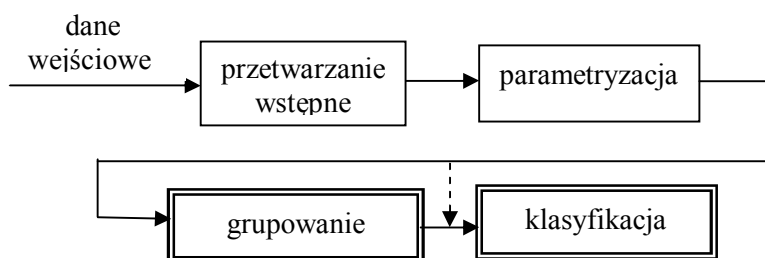 dane
wejściowe
przetwarzanie
wstępne
parametryzacja
grupowanie
klasyfikacja